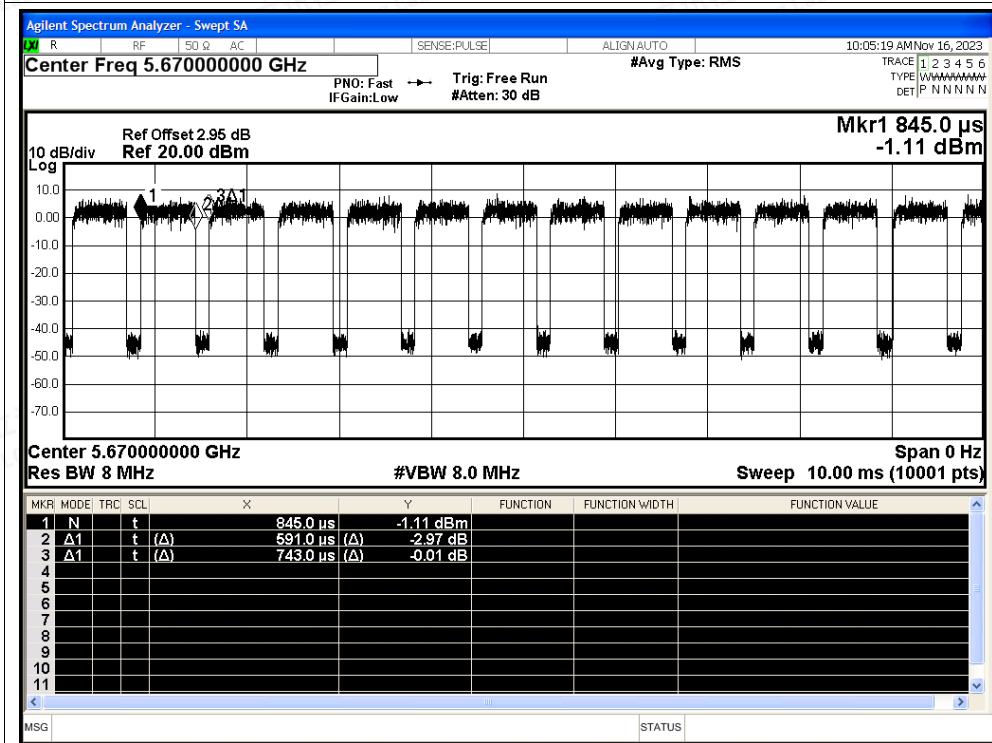 Agilent Spectrum Analyzer - Swept SA
LXI R RF 50 Ω AC SENSE:PULSE ALIGN AUTO 10:05:19 AM Nov 16, 2023
Center Freq 5.670000000 GHz #Avg Type: RMS TRACE 1 2 3 4 5 6
PNO: Fast Trig: Free Run TYPE
IFGain:Low #Atten: 30 dB DET P N N N N N
Mkr1 845.0 µs
Ref Offset 2.95 dB
10 dB/div Ref 20.00 dBm -1.11 dBm
Log
10.0
1 2 3Δ1
0.00
-10.0
-20.0
-30.0
-40.0
-50.0
-60.0
-70.0
Center 5.670000000 GHz Span 0 Hz
Res BW 8 MHz #VBW 8.0 MHz Sweep 10.00 ms (10001 pts)
MKR MODE TRC SCL X Y FUNCTION FUNCTION WIDTH FUNCTION VALUE
1 N t 845.0 µs -1.11 dBm
2 Δ1 t (Δ) 591.0 µs (Δ) -2.97 dB
3 Δ1 t (Δ) 743.0 µs (Δ) -0.01 dB
4
5
6
7
8
9
10
11
MSG STATUS